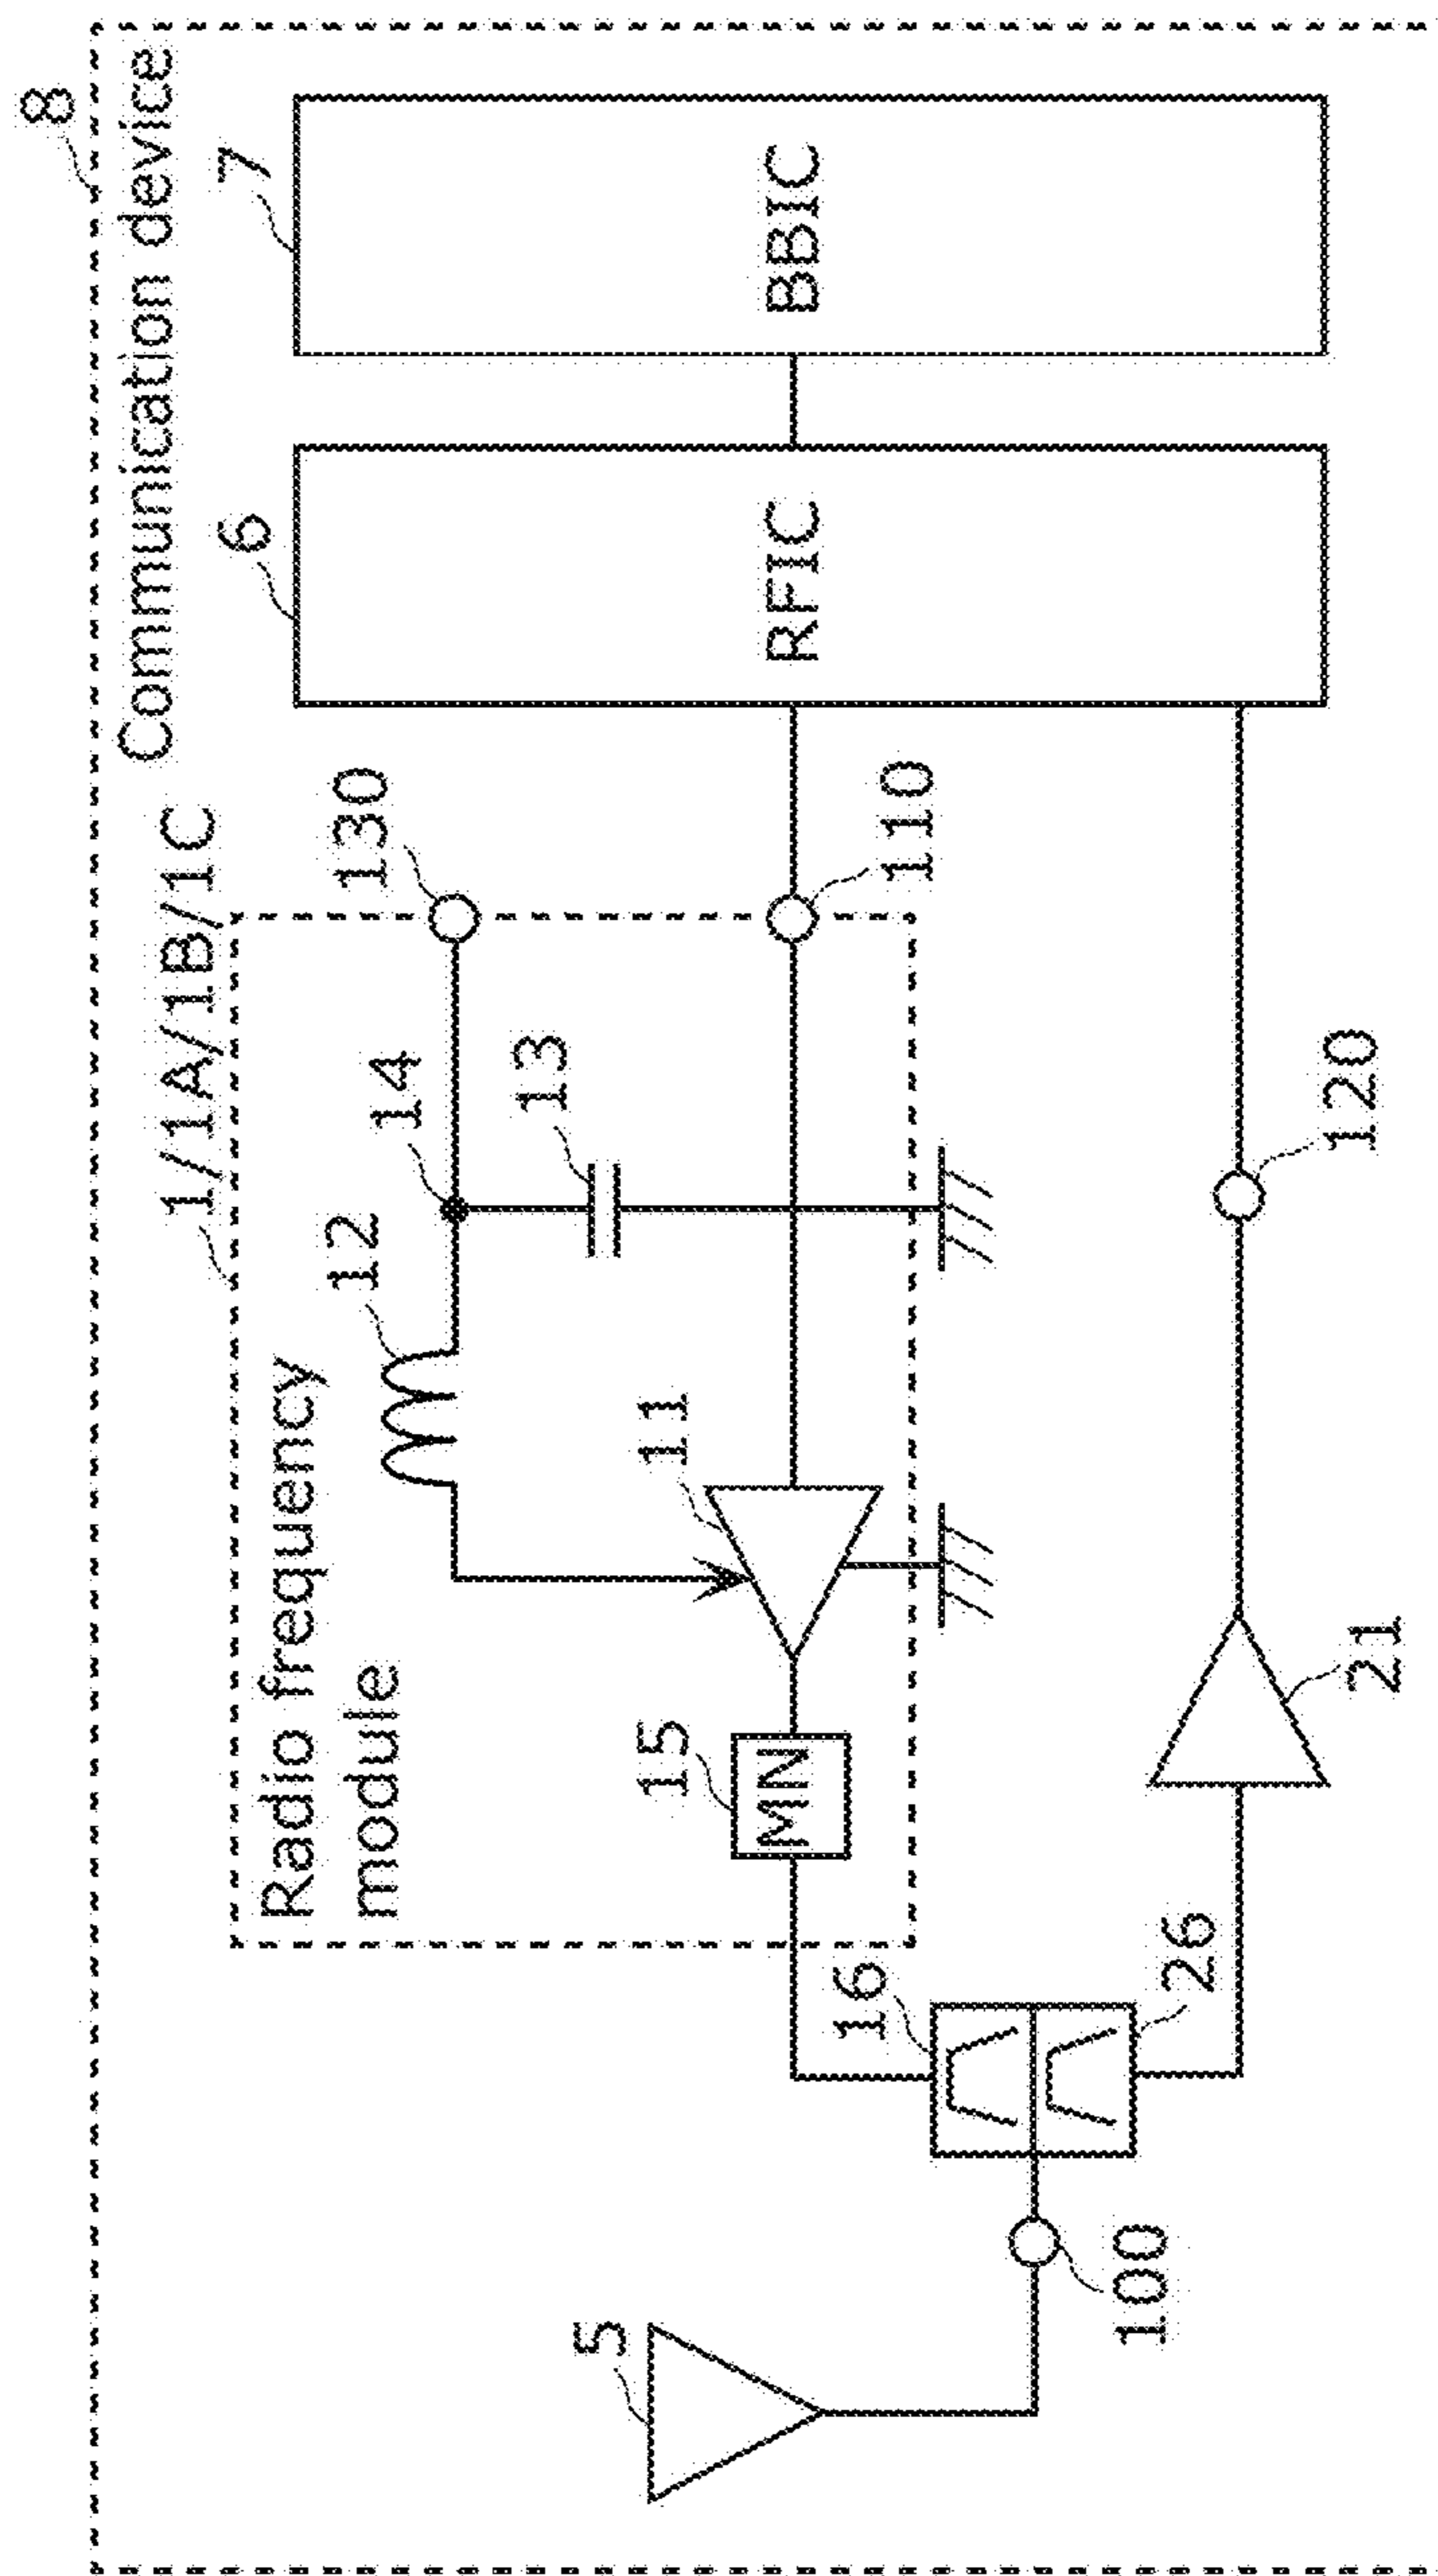 8
Communication device
1/1A/1B/1C
7
6
Radio frequency
module
12
14
130
13
5
15
11
MN
RFIC
BBIC
16
110
100
26
21
120